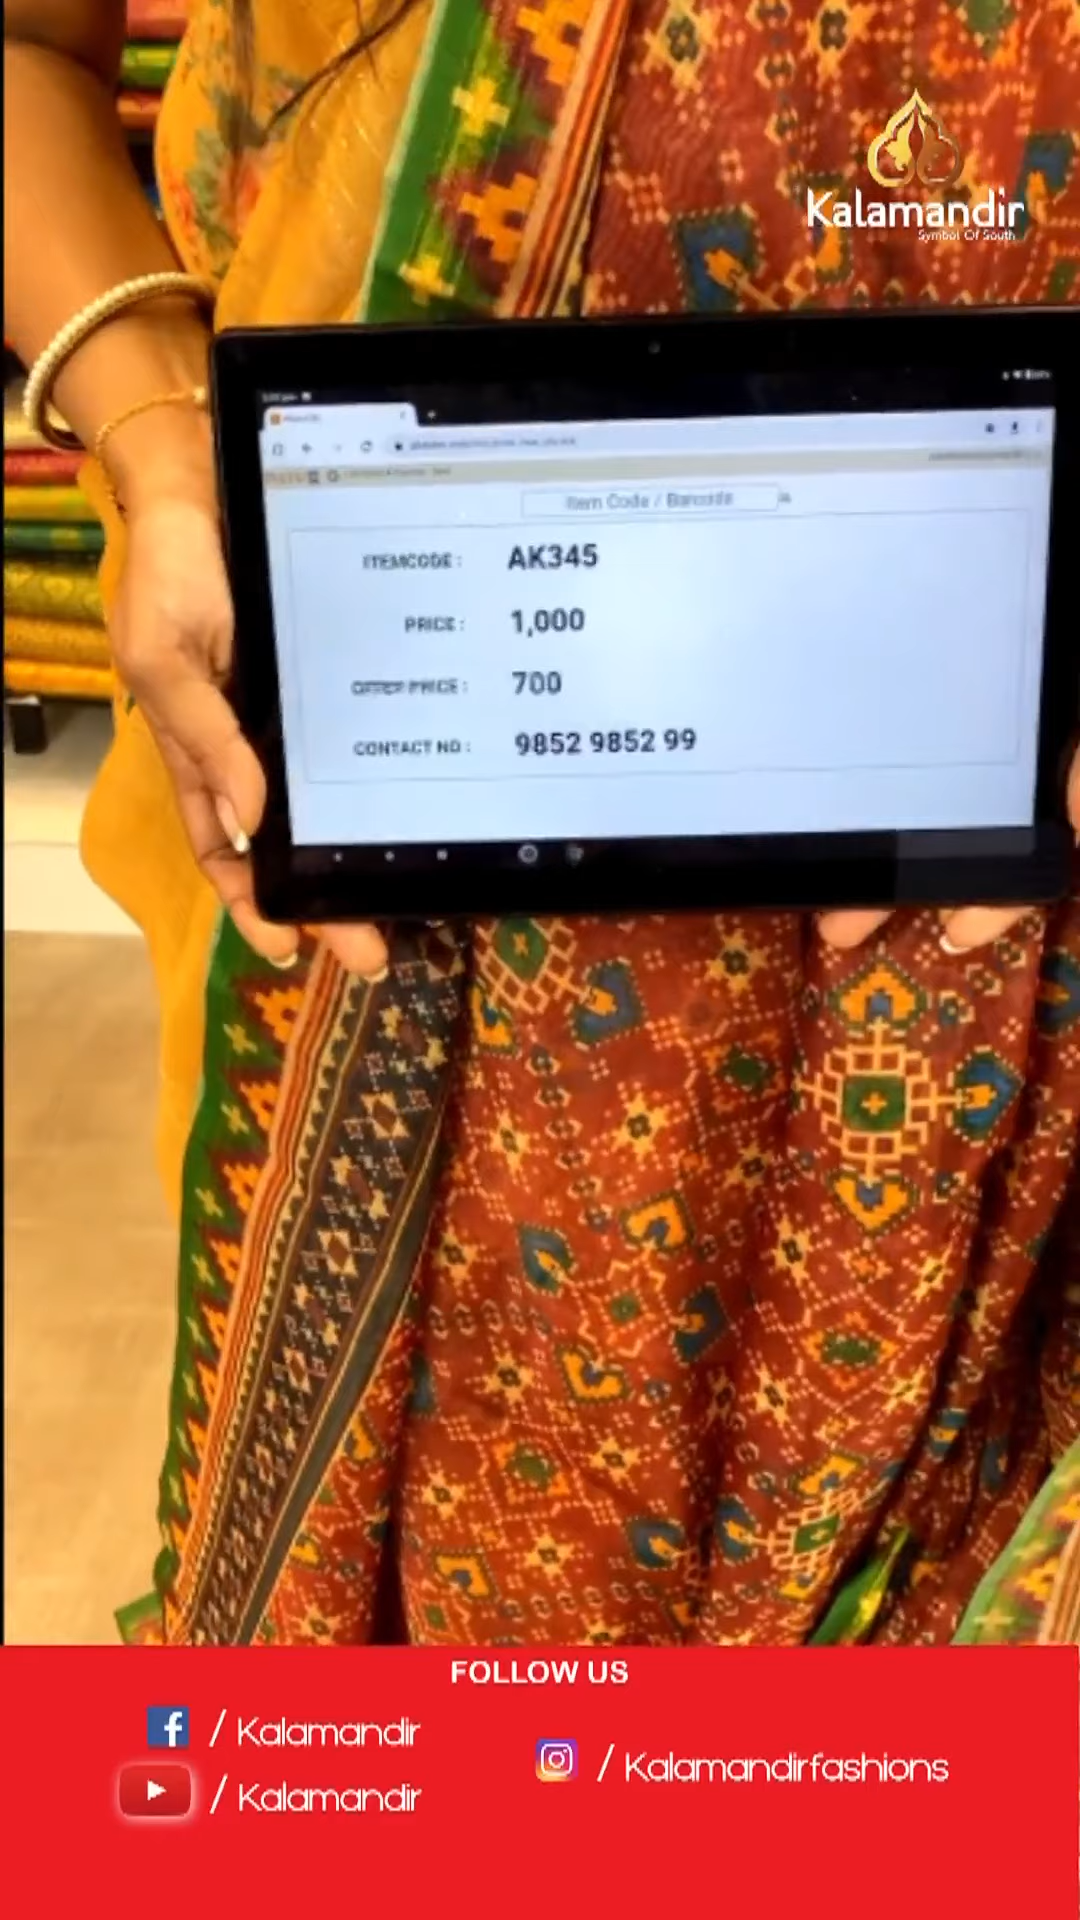 Kalamandir
Symbol Of South
Item Code / Barcode
ITEMCODE : AK345
PRICE : 1,000
OFFER PRICE : 700
CONTACT NO : 9852 9852 99
FOLLOW US
/ Kalamandir
/ Kalamandirfashions
/ Kalamandir